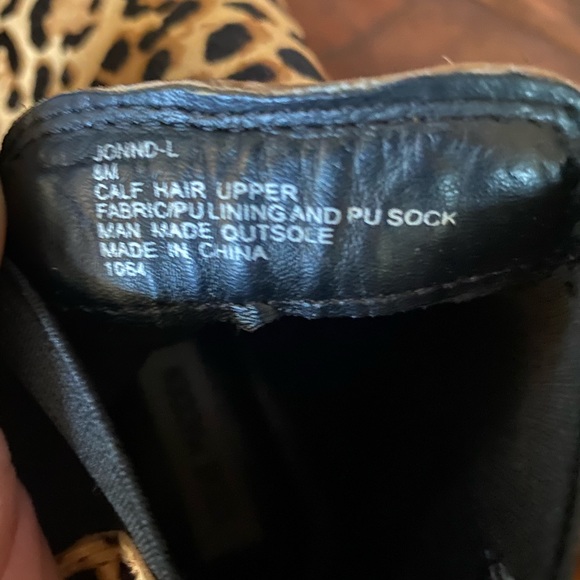 JONND-L
8M
CALF HAIR UPPER
FABRIC/PU LINING AND PU SOCK
MAN MADE OUTSOLE
MADE IN CHINA
1064